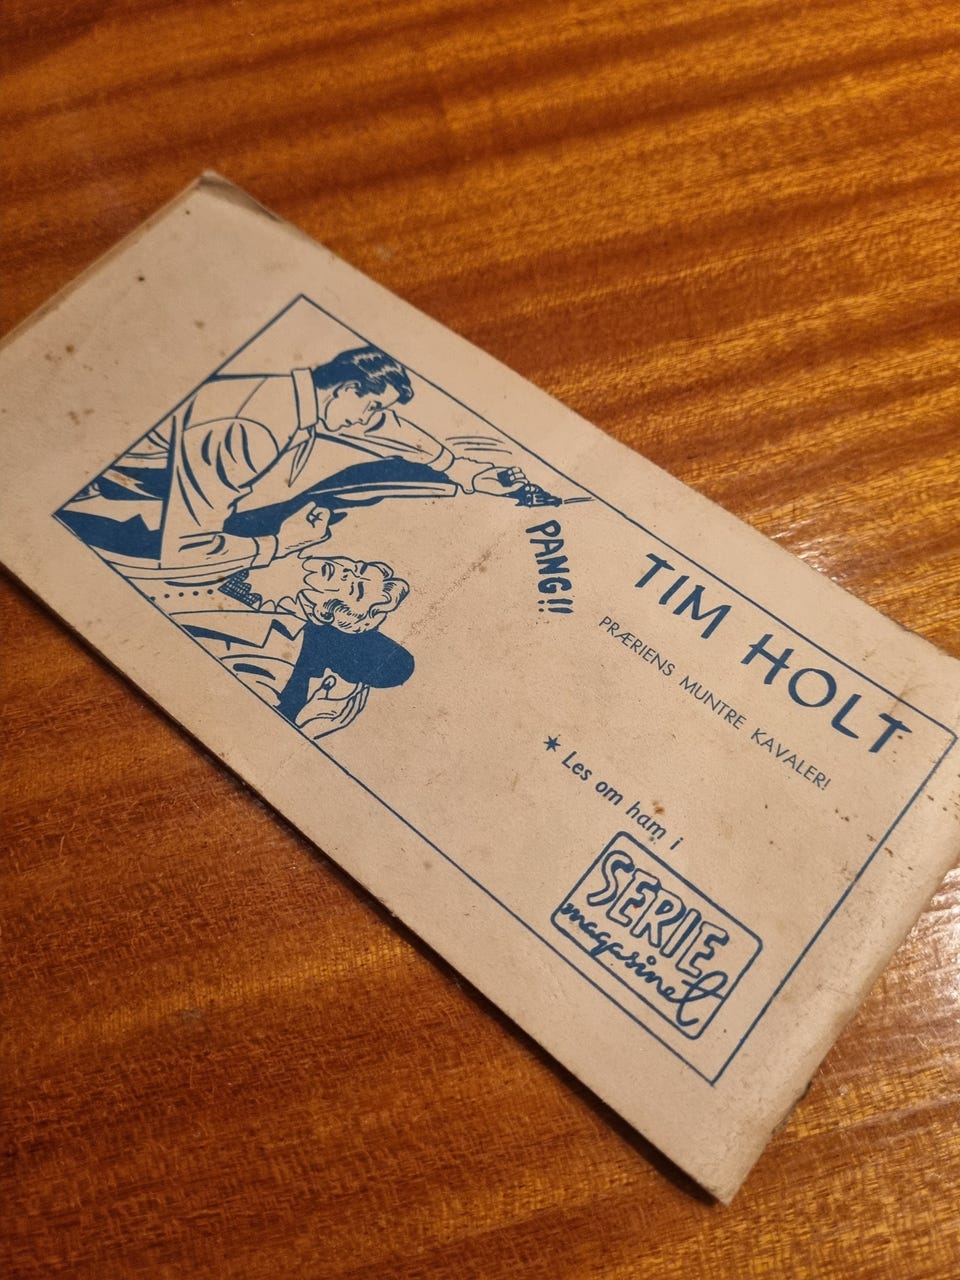 PANG!!
TIM HOLT
PRÆRIENS MUNTRE KAVALER!
★ Les om ham i
SERIE
magasinet